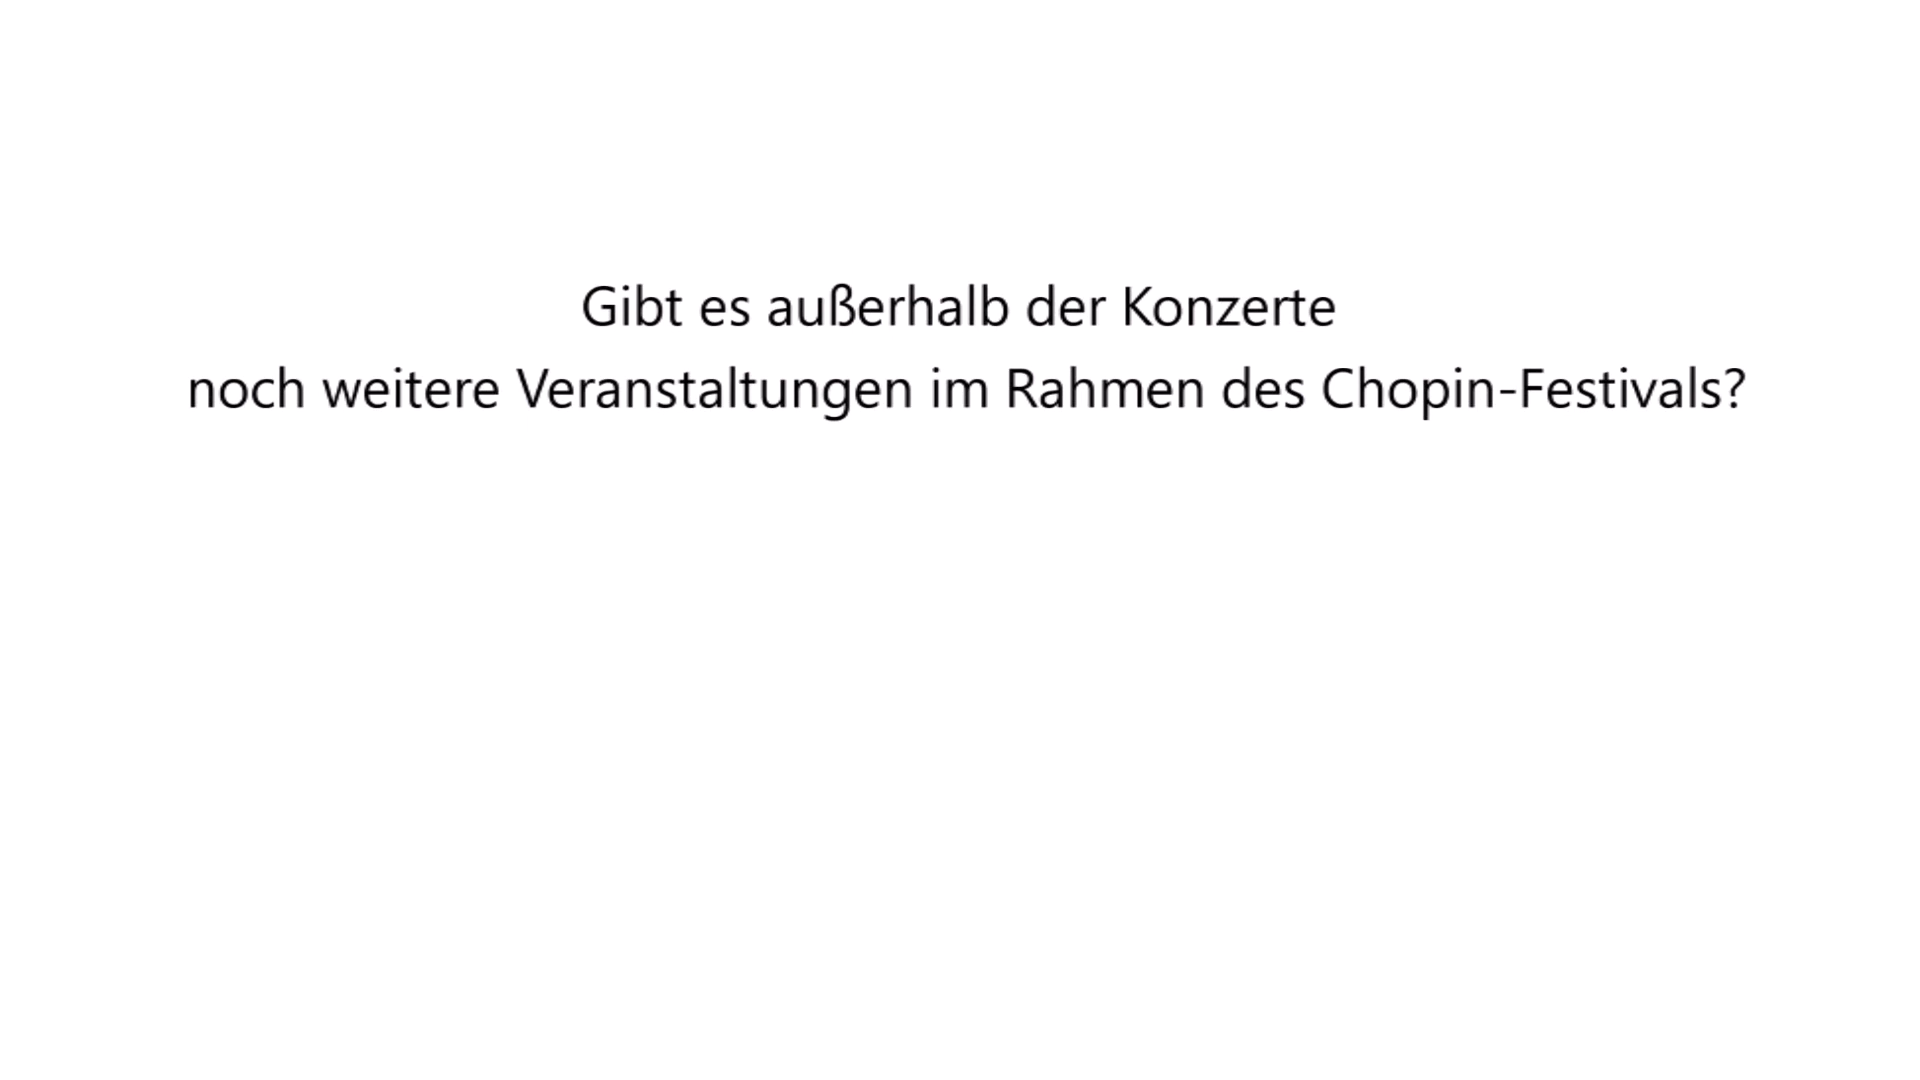 Gibt es außerhalb der Konzerte
noch weitere Veranstaltungen im Rahmen des Chopin-Festivals?